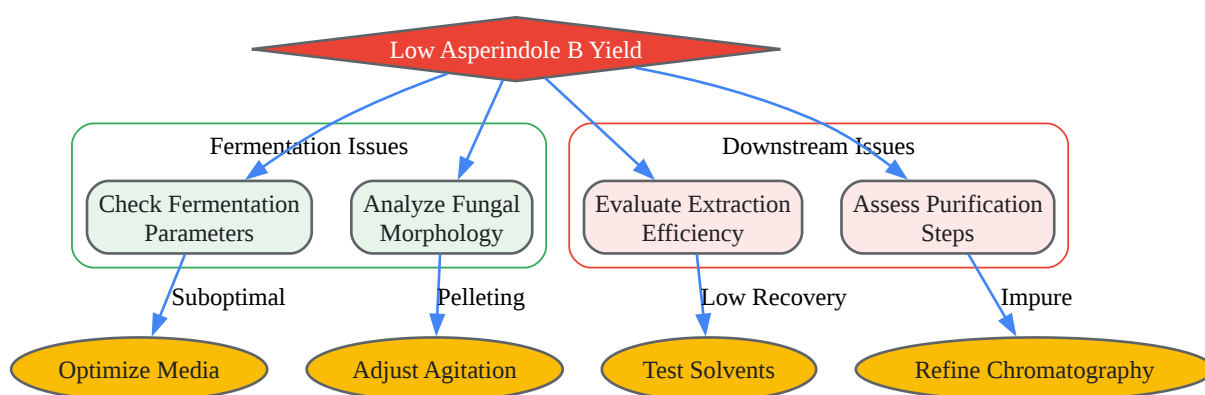 Low Asperindole B Yield
Fermentation Issues
Downstream Issues
Check Fermentation
Parameters
Analyze Fungal
Morphology
Evaluate Extraction
Efficiency
Assess Purification
Steps
Suboptimal
Pelleting
Low Recovery
Impure
Optimize Media
Adjust Agitation
Test Solvents
Refine Chromatography